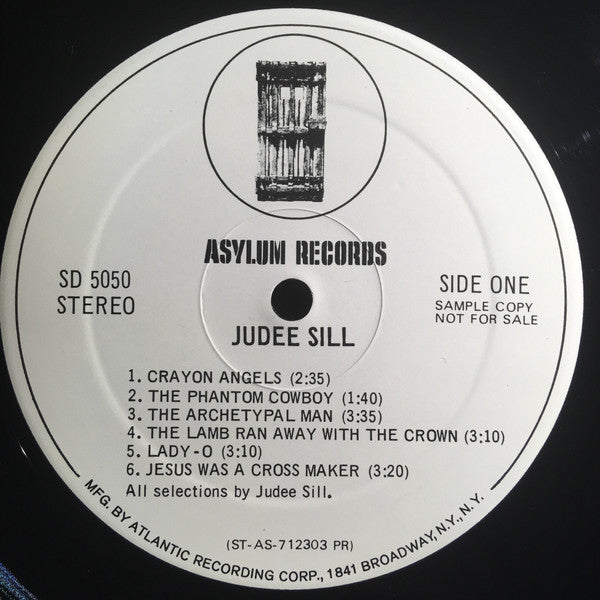 ASYLUM RECORDS
SD 5050
STEREO
SIDE ONE
SAMPLE COPY
NOT FOR SALE
JUDEE SILL
1. CRAYON ANGELS (2:35)
2. THE PHANTOM COWBOY (1:40)
3. THE ARCHETYPAL MAN (3:35)
4. THE LAMB RAN AWAY WITH THE CROWN (3:10)
5. LADY-O (3:10)
6. JESUS WAS A CROSS MAKER (3:20)
All selections by Judee Sill.
(ST-AS-712303 PR)
MFG. BY ATLANTIC RECORDING CORP., 1841 BROADWAY, N.Y., N.Y.